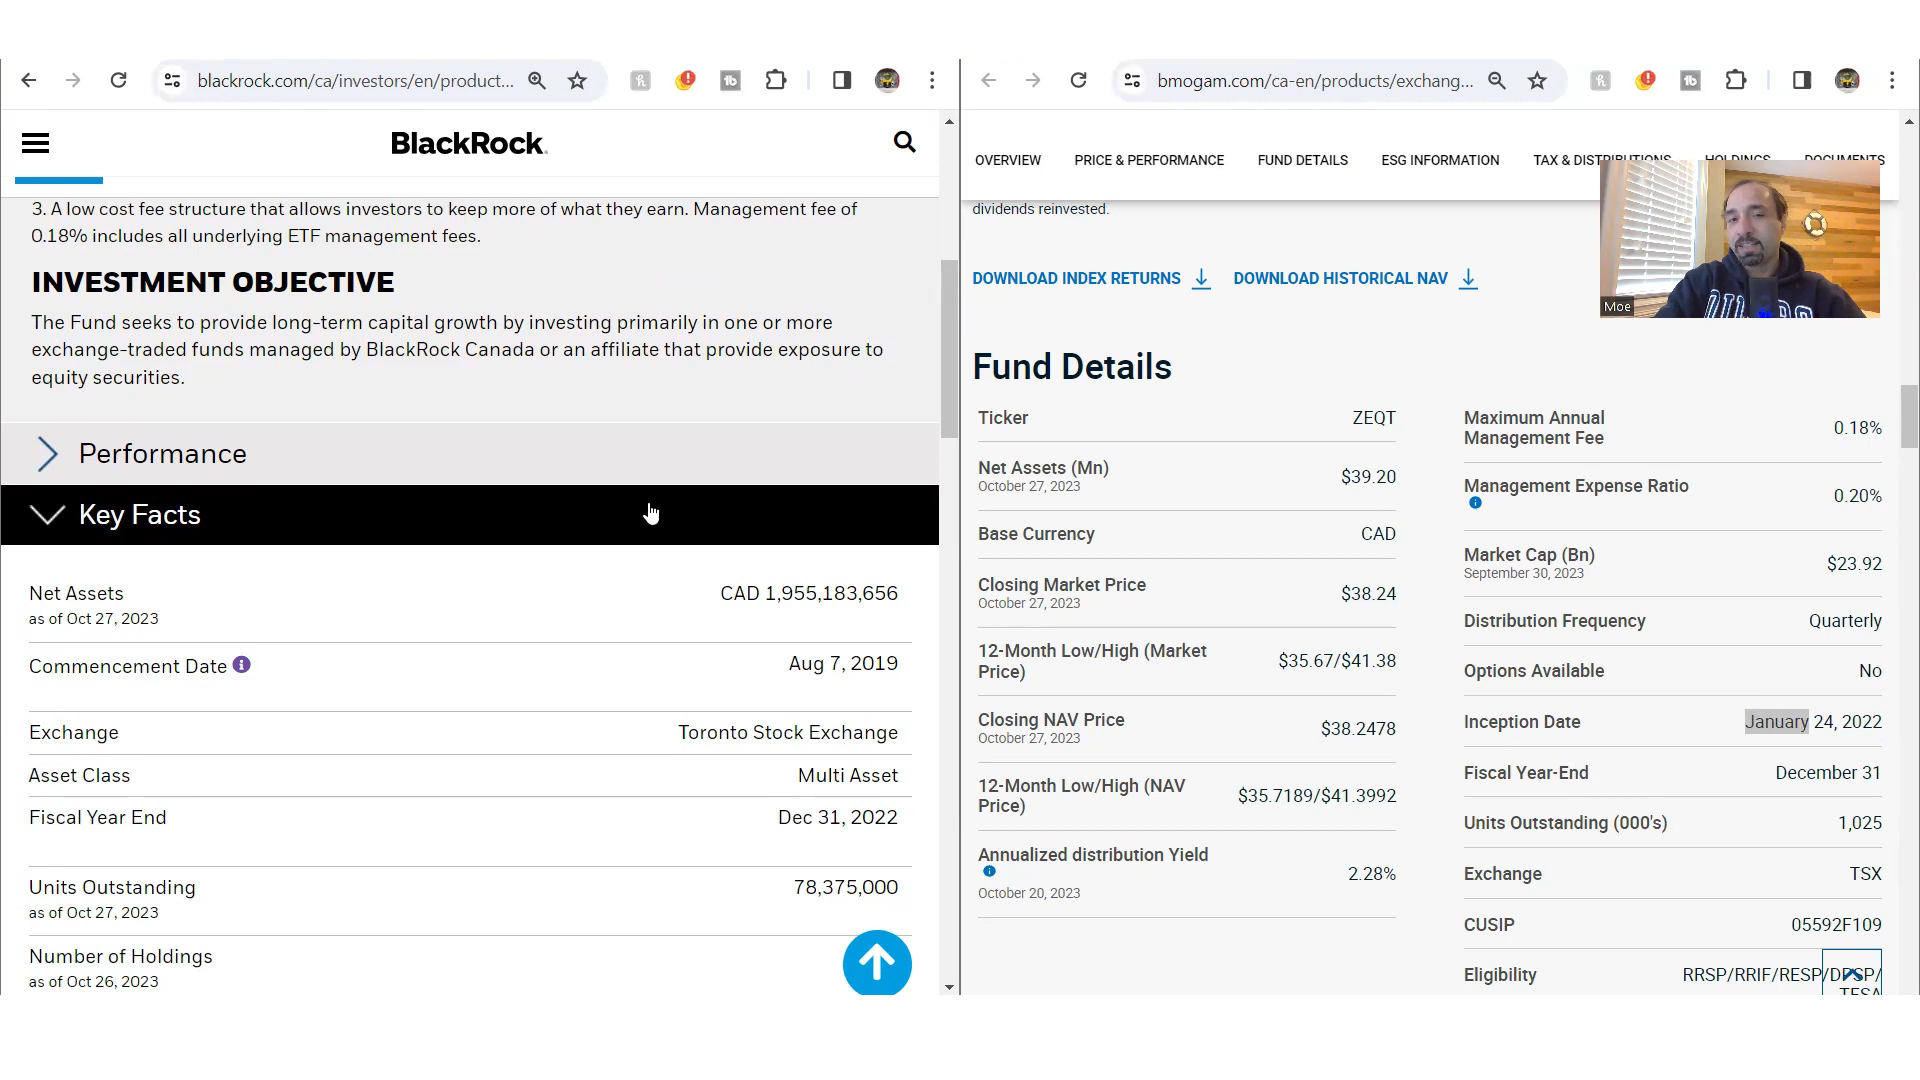 blackrock.com/ca/investors/en/product...
BlackRock.
3. A low cost fee structure that allows investors to keep more of what they earn. Management fee of
0.18% includes all underlying ETF management fees.
INVESTMENT OBJECTIVE
The Fund seeks to provide long-term capital growth by investing primarily in one or more
exchange-traded funds managed by BlackRock Canada or an affiliate that provide exposure to
equity securities.
Performance
Key Facts
Net Assets
as of Oct 27, 2023
CAD 1,955,183,656
Commencement Date
Aug 7, 2019
Exchange
Toronto Stock Exchange
Asset Class
Multi Asset
Fiscal Year End
Dec 31, 2022
Units Outstanding
as of Oct 27, 2023
78,375,000
Number of Holdings
as of Oct 26, 2023
bmogam.com/ca-en/products/exchang...
OVERVIEW PRICE & PERFORMANCE FUND DETAILS ESG INFORMATION TAX & DISTRIBUTIONS HOLDINGS DOCUMENTS
dividends reinvested.
DOWNLOAD INDEX RETURNS DOWNLOAD HISTORICAL NAV
Moe
Fund Details
Ticker
ZEQT
Net Assets (Mn)
October 27, 2023
$39.20
Base Currency
CAD
Closing Market Price
October 27, 2023
$38.24
12-Month Low/High (Market
Price)
$35.67/$41.38
Closing NAV Price
October 27, 2023
$38.2478
12-Month Low/High (NAV
Price)
$35.7189/$41.3992
Annualized distribution Yield
October 20, 2023
2.28%
Maximum Annual
Management Fee
0.18%
Management Expense Ratio
0.20%
Market Cap (Bn)
September 30, 2023
$23.92
Distribution Frequency
Quarterly
Options Available
No
Inception Date
January 24, 2022
Fiscal Year-End
December 31
Units Outstanding (000's)
1,025
Exchange
TSX
CUSIP
05592F109
Eligibility
RRSP/RRIF/RESP/DPSP/
TFSA